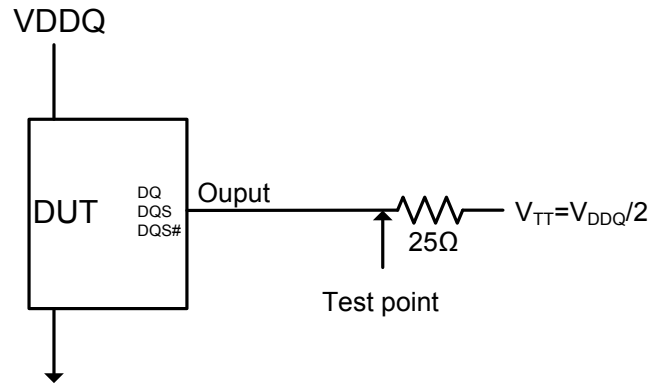 VDDQ
DUT
DQ
DQS
DQS#
Ouput
25Ω
V_TT=V_DDQ/2
Test point